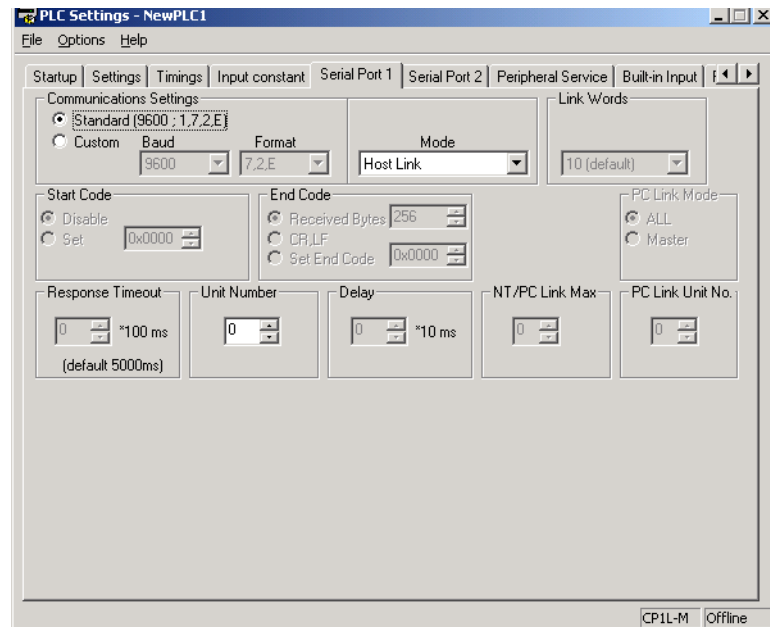 PLC Settings - NewPLC1
File Options Help
Startup Settings Timings Input constant Serial Port 1 Serial Port 2 Peripheral Service Built-in Input
Communications Settings
Standard (9600 ; 1,7,2,E)
Custom Baud Format
9600 7,2,E
Mode
Host Link
Link Words
10 (default)
Start Code
Disable
Set 0x0000
End Code
Received Bytes 256
CR,LF
Set End Code 0x0000
PC Link Mode
ALL
Master
Response Timeout
0 *100 ms
(default 5000ms)
Unit Number
0
Delay
0 *10 ms
NT/PC Link Max
0
PC Link Unit No.
0
CP1L-M Offline